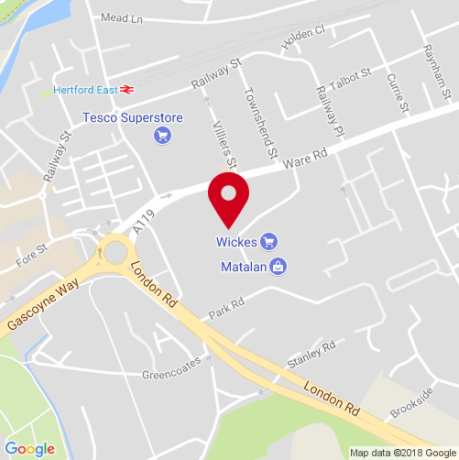 Mead Ln
Holden Cl
Raynham St
Railway St
Talbot St
Currie St
Hertford East
Townshend St
Railway Pl
Tesco Superstore
Villiers St
Railway St
Ware Rd
A119
Fore St
Wickes
Matalan
London Rd
Gascoyne Way
Park Rd
Stanley Rd
Greencoates
London Rd
Brookside
Google
Map data ©2018 Google